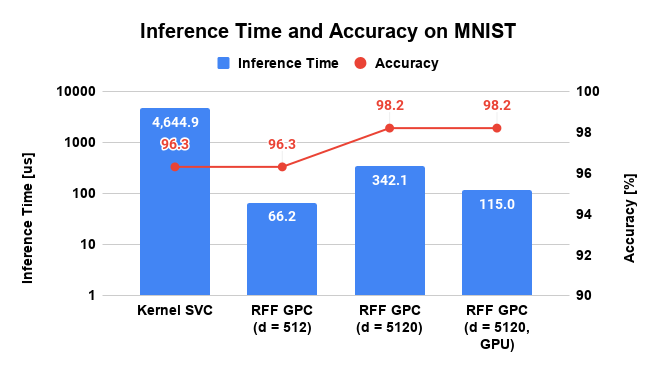 Inference Time and Accuracy on MNIST
Inference Time
Accuracy
10000
1000
100
10
1
Inference Time [us]
4,644.9
96.3
96.3
66.2
98.2
342.1
98.2
115.0
100
98
96
94
92
90
Accuracy [%]
Kernel SVC
RFF GPC
(d = 512)
RFF GPC
(d = 5120)
RFF GPC
(d = 5120,
GPU)